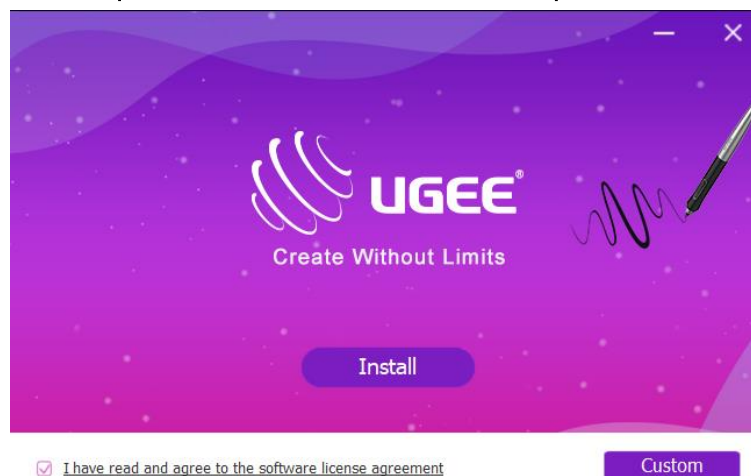 UGEE®
Create Without Limits
Install
I have read and agree to the software license agreement
Custom